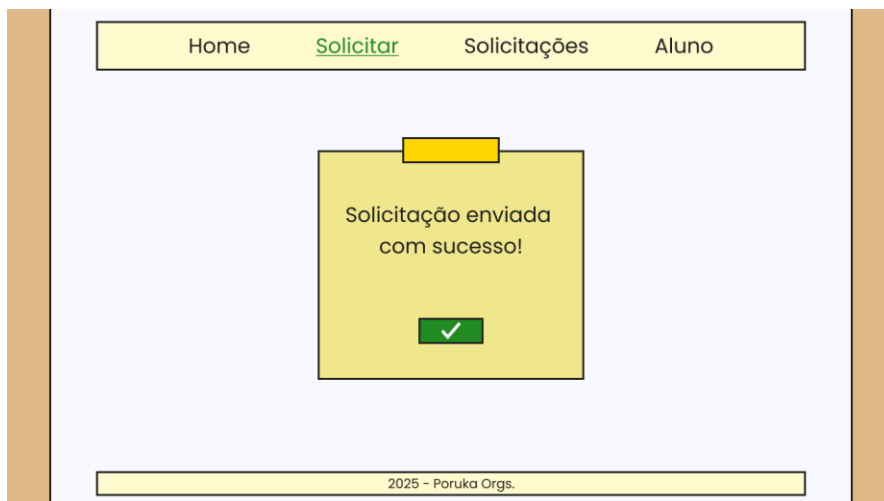 Home Solicitar Solicitações Aluno
Solicitação enviada
com sucesso!
2025 - Poruka Orgs.